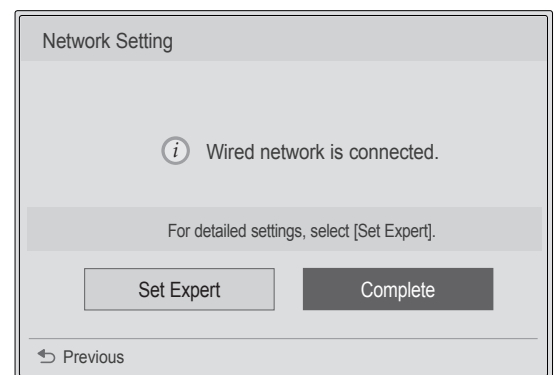 Network Setting
i Wired network is connected.
For detailed settings, select [Set Expert].
Set Expert Complete
Previous